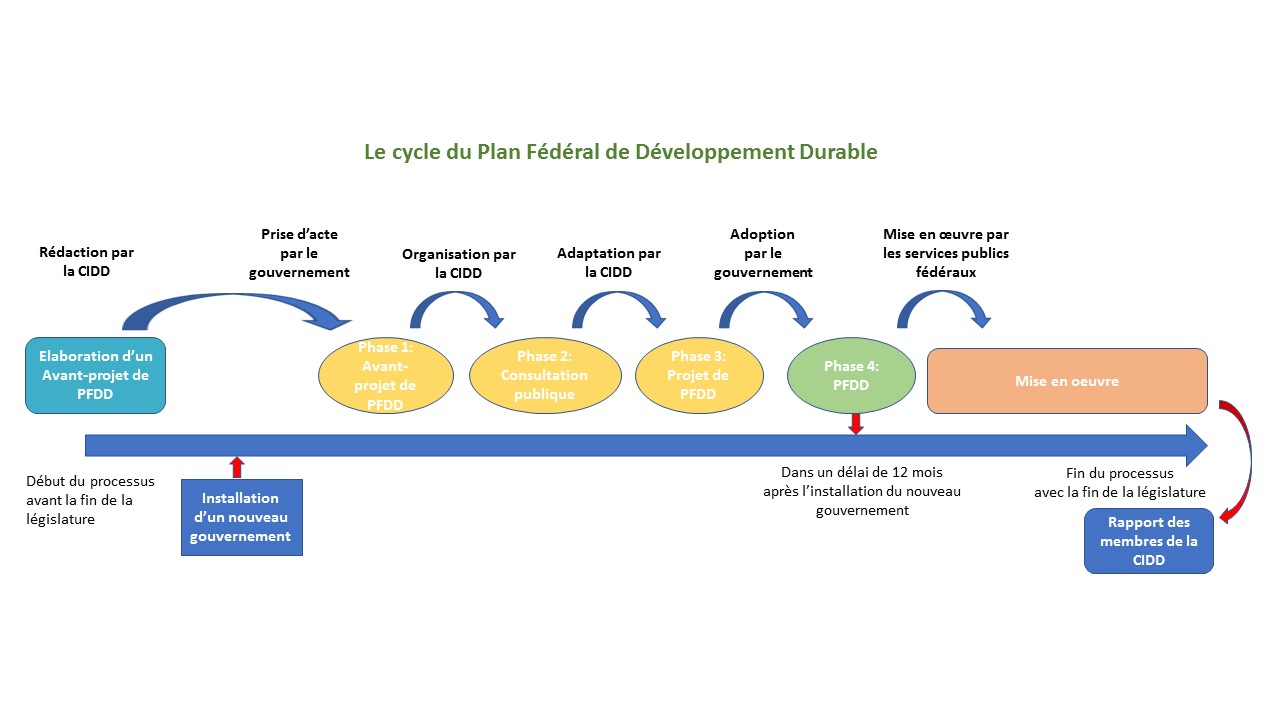 Le cycle du Plan Fédéral de Développement Durable
Rédaction par
la CIDD
Prise d'acte
par le
gouvernement
Organisation par
la CIDD
Adaptation par
la CIDD
Adoption
par le
gouvernement
Mise en œuvre par
les services publics
fédéraux
Elaboration d'un
Avant-projet de
PFDD
Phase 1:
Avant-
projet de
PFDD
Phase 2:
Consultation
publique
Phase 3:
Projet de
PFDD
Phase 4:
PFDD
Mise en oeuvre
Début du processus
avant la fin de la
législature
Installation
d'un nouveau
gouvernement
Dans un délai de 12 mois
après l'installation du nouveau
gouvernement
Fin du processus
avec la fin de la législature
Rapport des
membres de la
CIDD